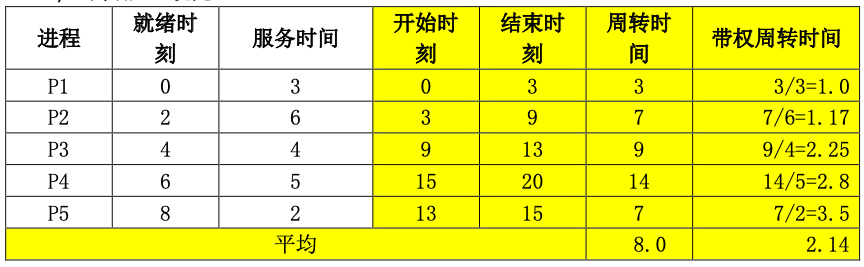 进程 就绪时刻 服务时间 开始时刻 结束时刻 周转时间 带权周转时间
P1 0 3 0 3 3 3/3=1.0
P2 2 6 3 9 7 7/6=1.17
P3 4 4 9 13 9 9/4=2.25
P4 6 5 15 20 14 14/5=2.8
P5 8 2 13 15 7 7/2=3.5
平均 8.0 2.14